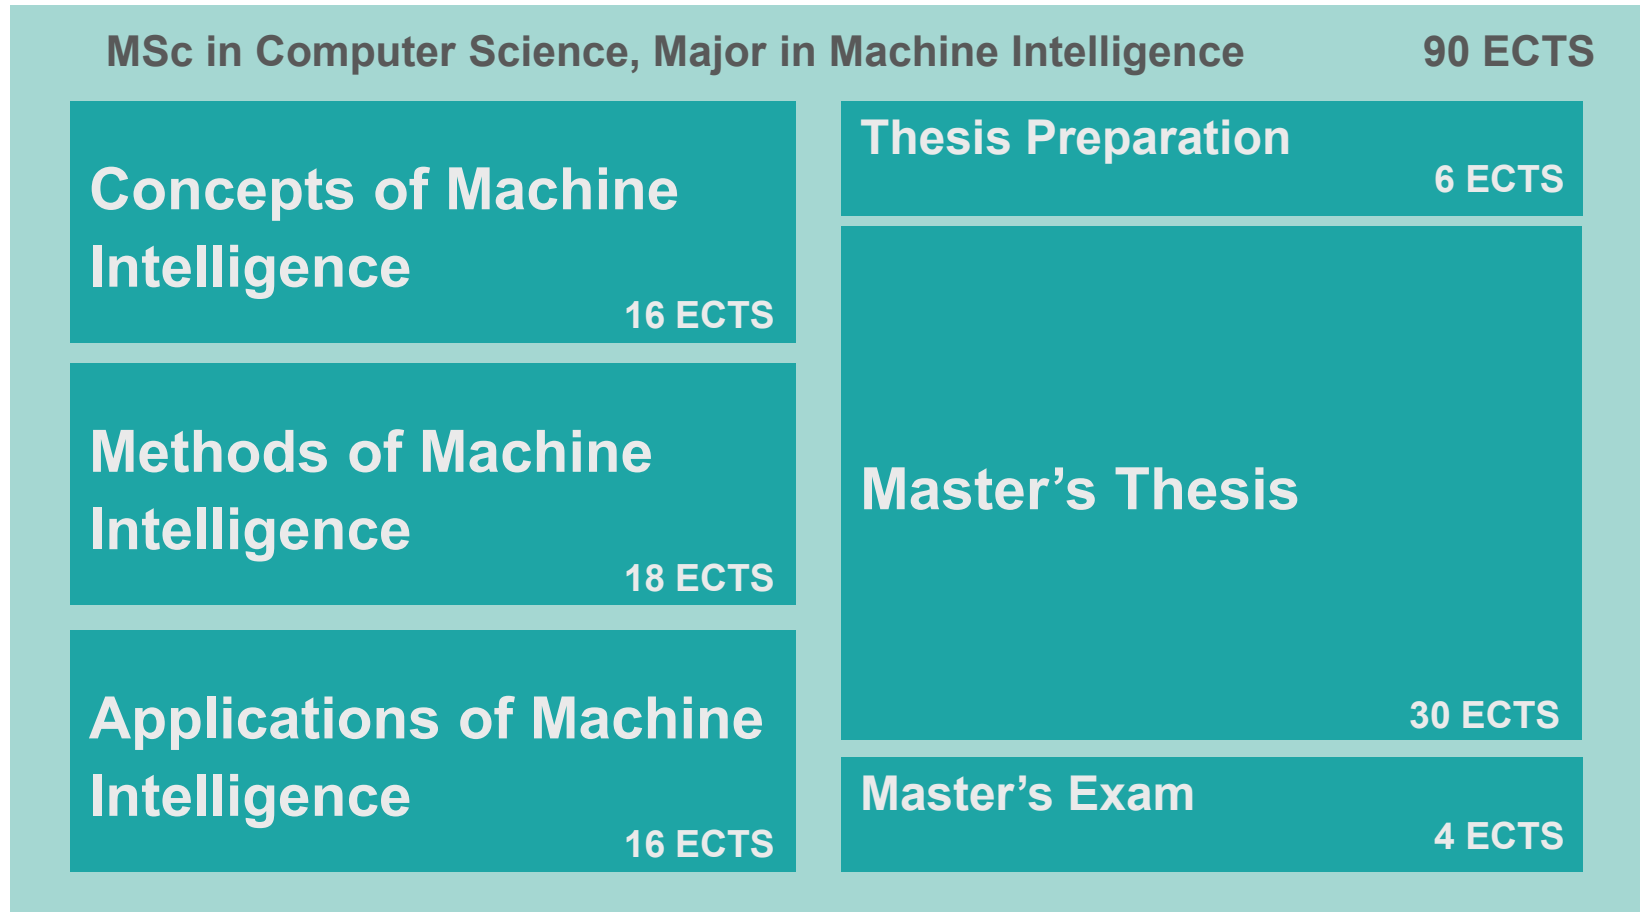 MSc in Computer Science, Major in Machine Intelligence 90 ECTS
Concepts of Machine
Intelligence
16 ECTS
Methods of Machine
Intelligence
18 ECTS
Applications of Machine
Intelligence
16 ECTS
Thesis Preparation
6 ECTS
Master’s Thesis
30 ECTS
Master’s Exam
4 ECTS